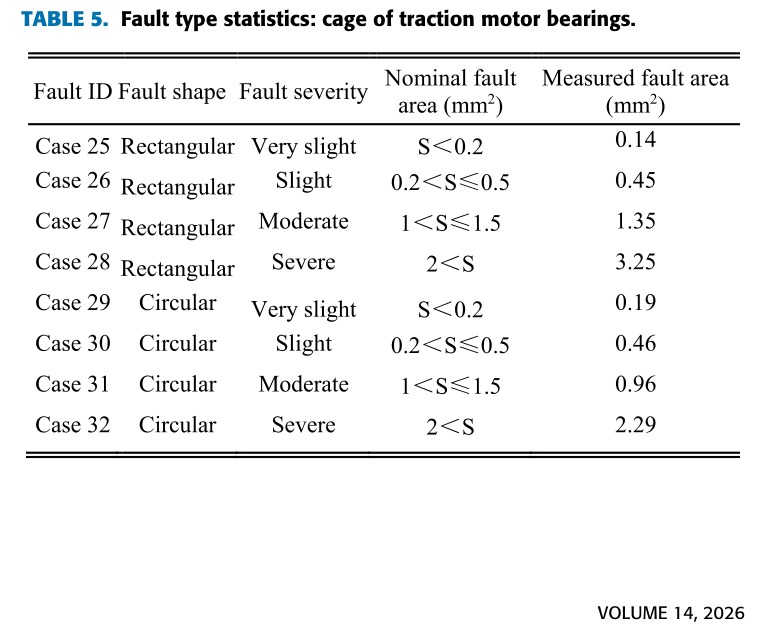 TABLE 5. Fault type statistics: cage of traction motor bearings.
Fault ID Fault shape Fault severity Nominal fault area (mm²) Measured fault area (mm²)
Case 25 Rectangular Very slight S<0.2 0.14
Case 26 Rectangular Slight 0.2<S≤0.5 0.45
Case 27 Rectangular Moderate 1<S≤1.5 1.35
Case 28 Rectangular Severe 2<S 3.25
Case 29 Circular Very slight S<0.2 0.19
Case 30 Circular Slight 0.2<S≤0.5 0.46
Case 31 Circular Moderate 1<S≤1.5 0.96
Case 32 Circular Severe 2<S 2.29
VOLUME 14, 2026